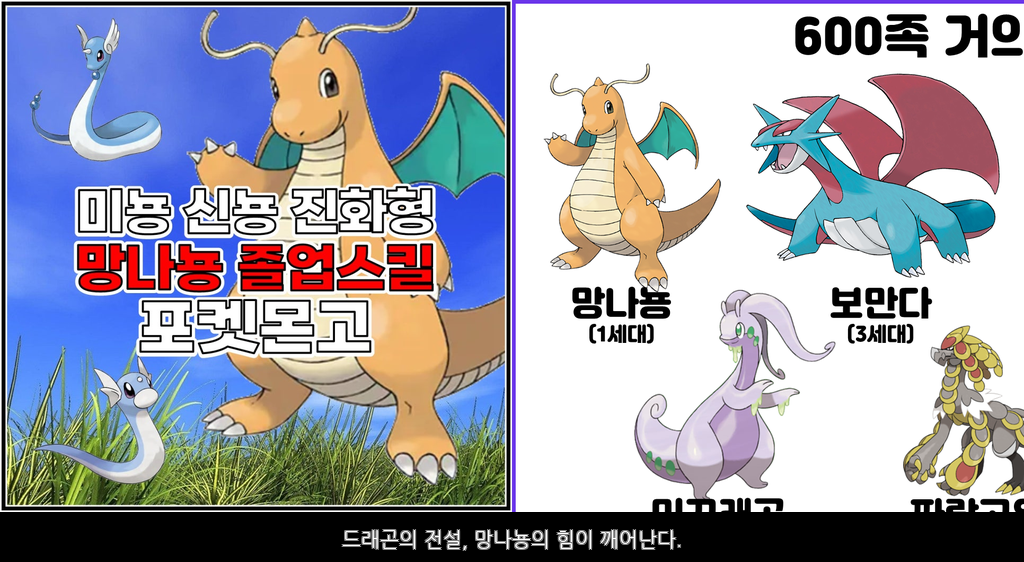 미뇽 신뇽 진화형
망나뇽 졸업스킬
포켓몬고
600족 거의
망나뇽
(1세대)
보만다
(3세대)
드래곤의 전설, 망나뇽의 힘이 깨어난다.